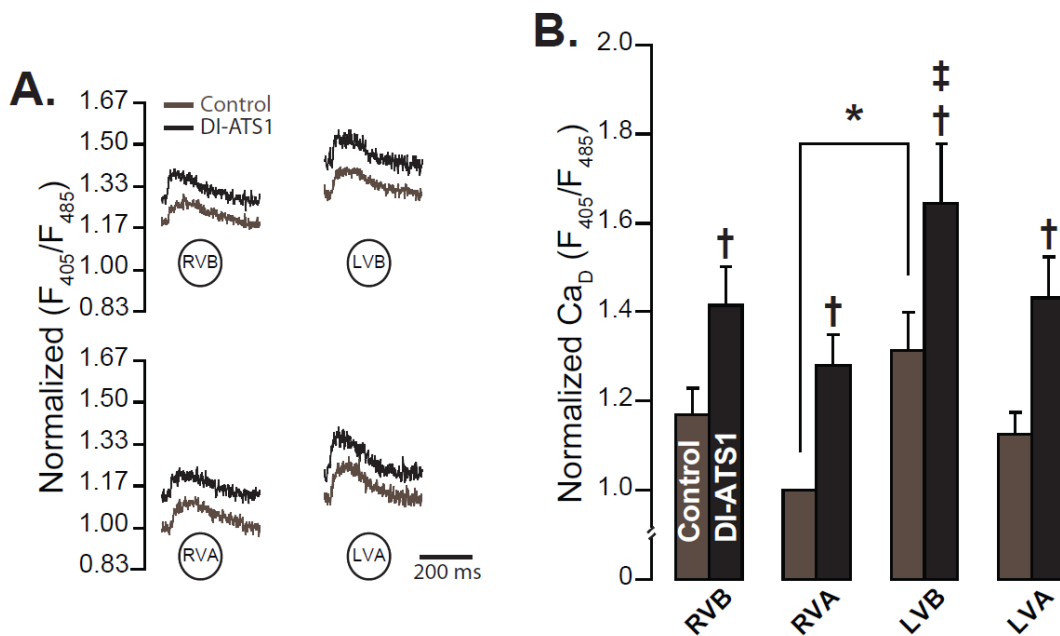 A.
Normalized (F405/F485)
1.67
1.50
1.33
1.17
1.00
0.83
Control
DI-ATS1
RVB
LVB
1.67
1.50
1.33
1.17
1.00
0.83
RVA
LVA
200 ms
B.
Normalized CaD (F405/F485)
2.0
1.8
1.6
1.4
1.2
1.0
0
*
†
†
‡
†
†
Control
DI-ATS1
RVB
RVA
LVB
LVA